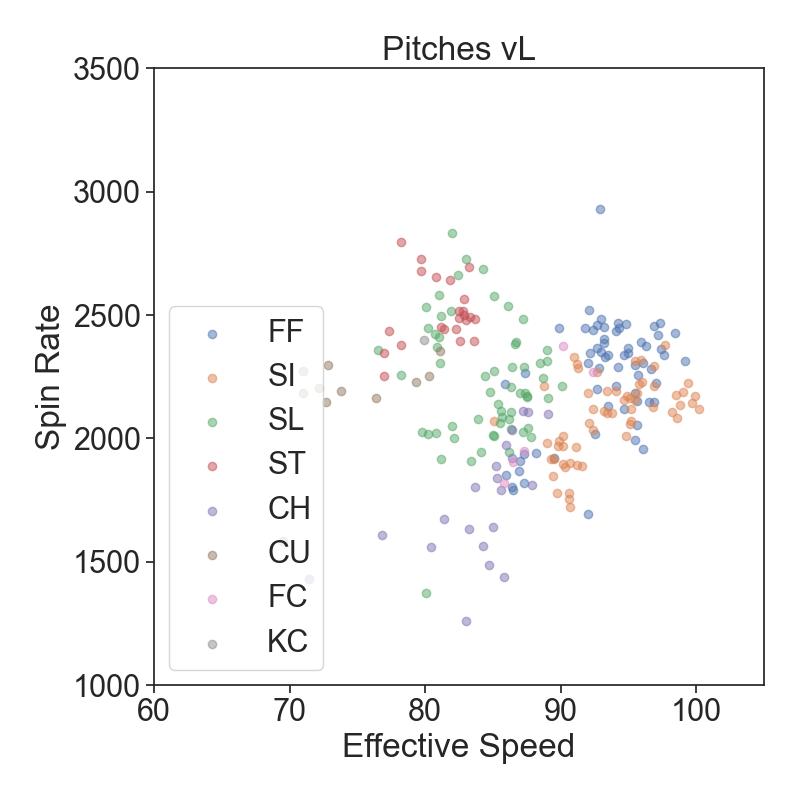 Pitches vL
3500
3000
2500
2000
1500
1000
Spin Rate
FF
SI
SL
ST
CH
CU
FC
KC
60 70 80 90 100
Effective Speed